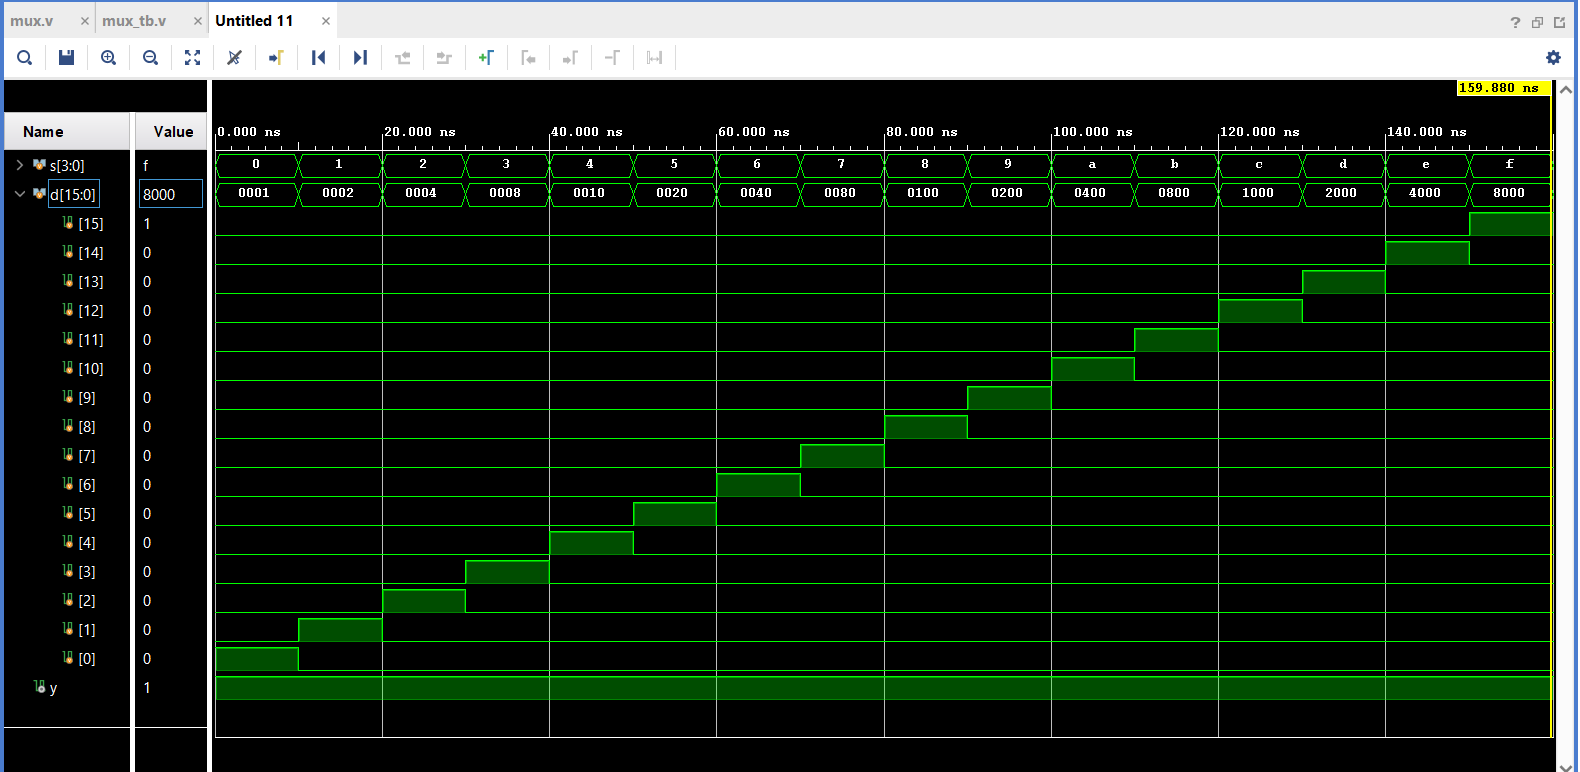 mux.v × mux_tb.v × Untitled 11 ×
?
159.880 ns
Name Value 0.000 ns 20.000 ns 40.000 ns 60.000 ns 80.000 ns 100.000 ns 120.000 ns 140.000 ns
s[3:0] f 0 1 2 3 4 5 6 7 8 9 a b c d e f
d[15:0] 8000 0001 0002 0004 0008 0010 0020 0040 0080 0100 0200 0400 0800 1000 2000 4000 8000
[15] 1
[14] 0
[13] 0
[12] 0
[11] 0
[10] 0
[9] 0
[8] 0
[7] 0
[6] 0
[5] 0
[4] 0
[3] 0
[2] 0
[1] 0
[0] 0
y 1